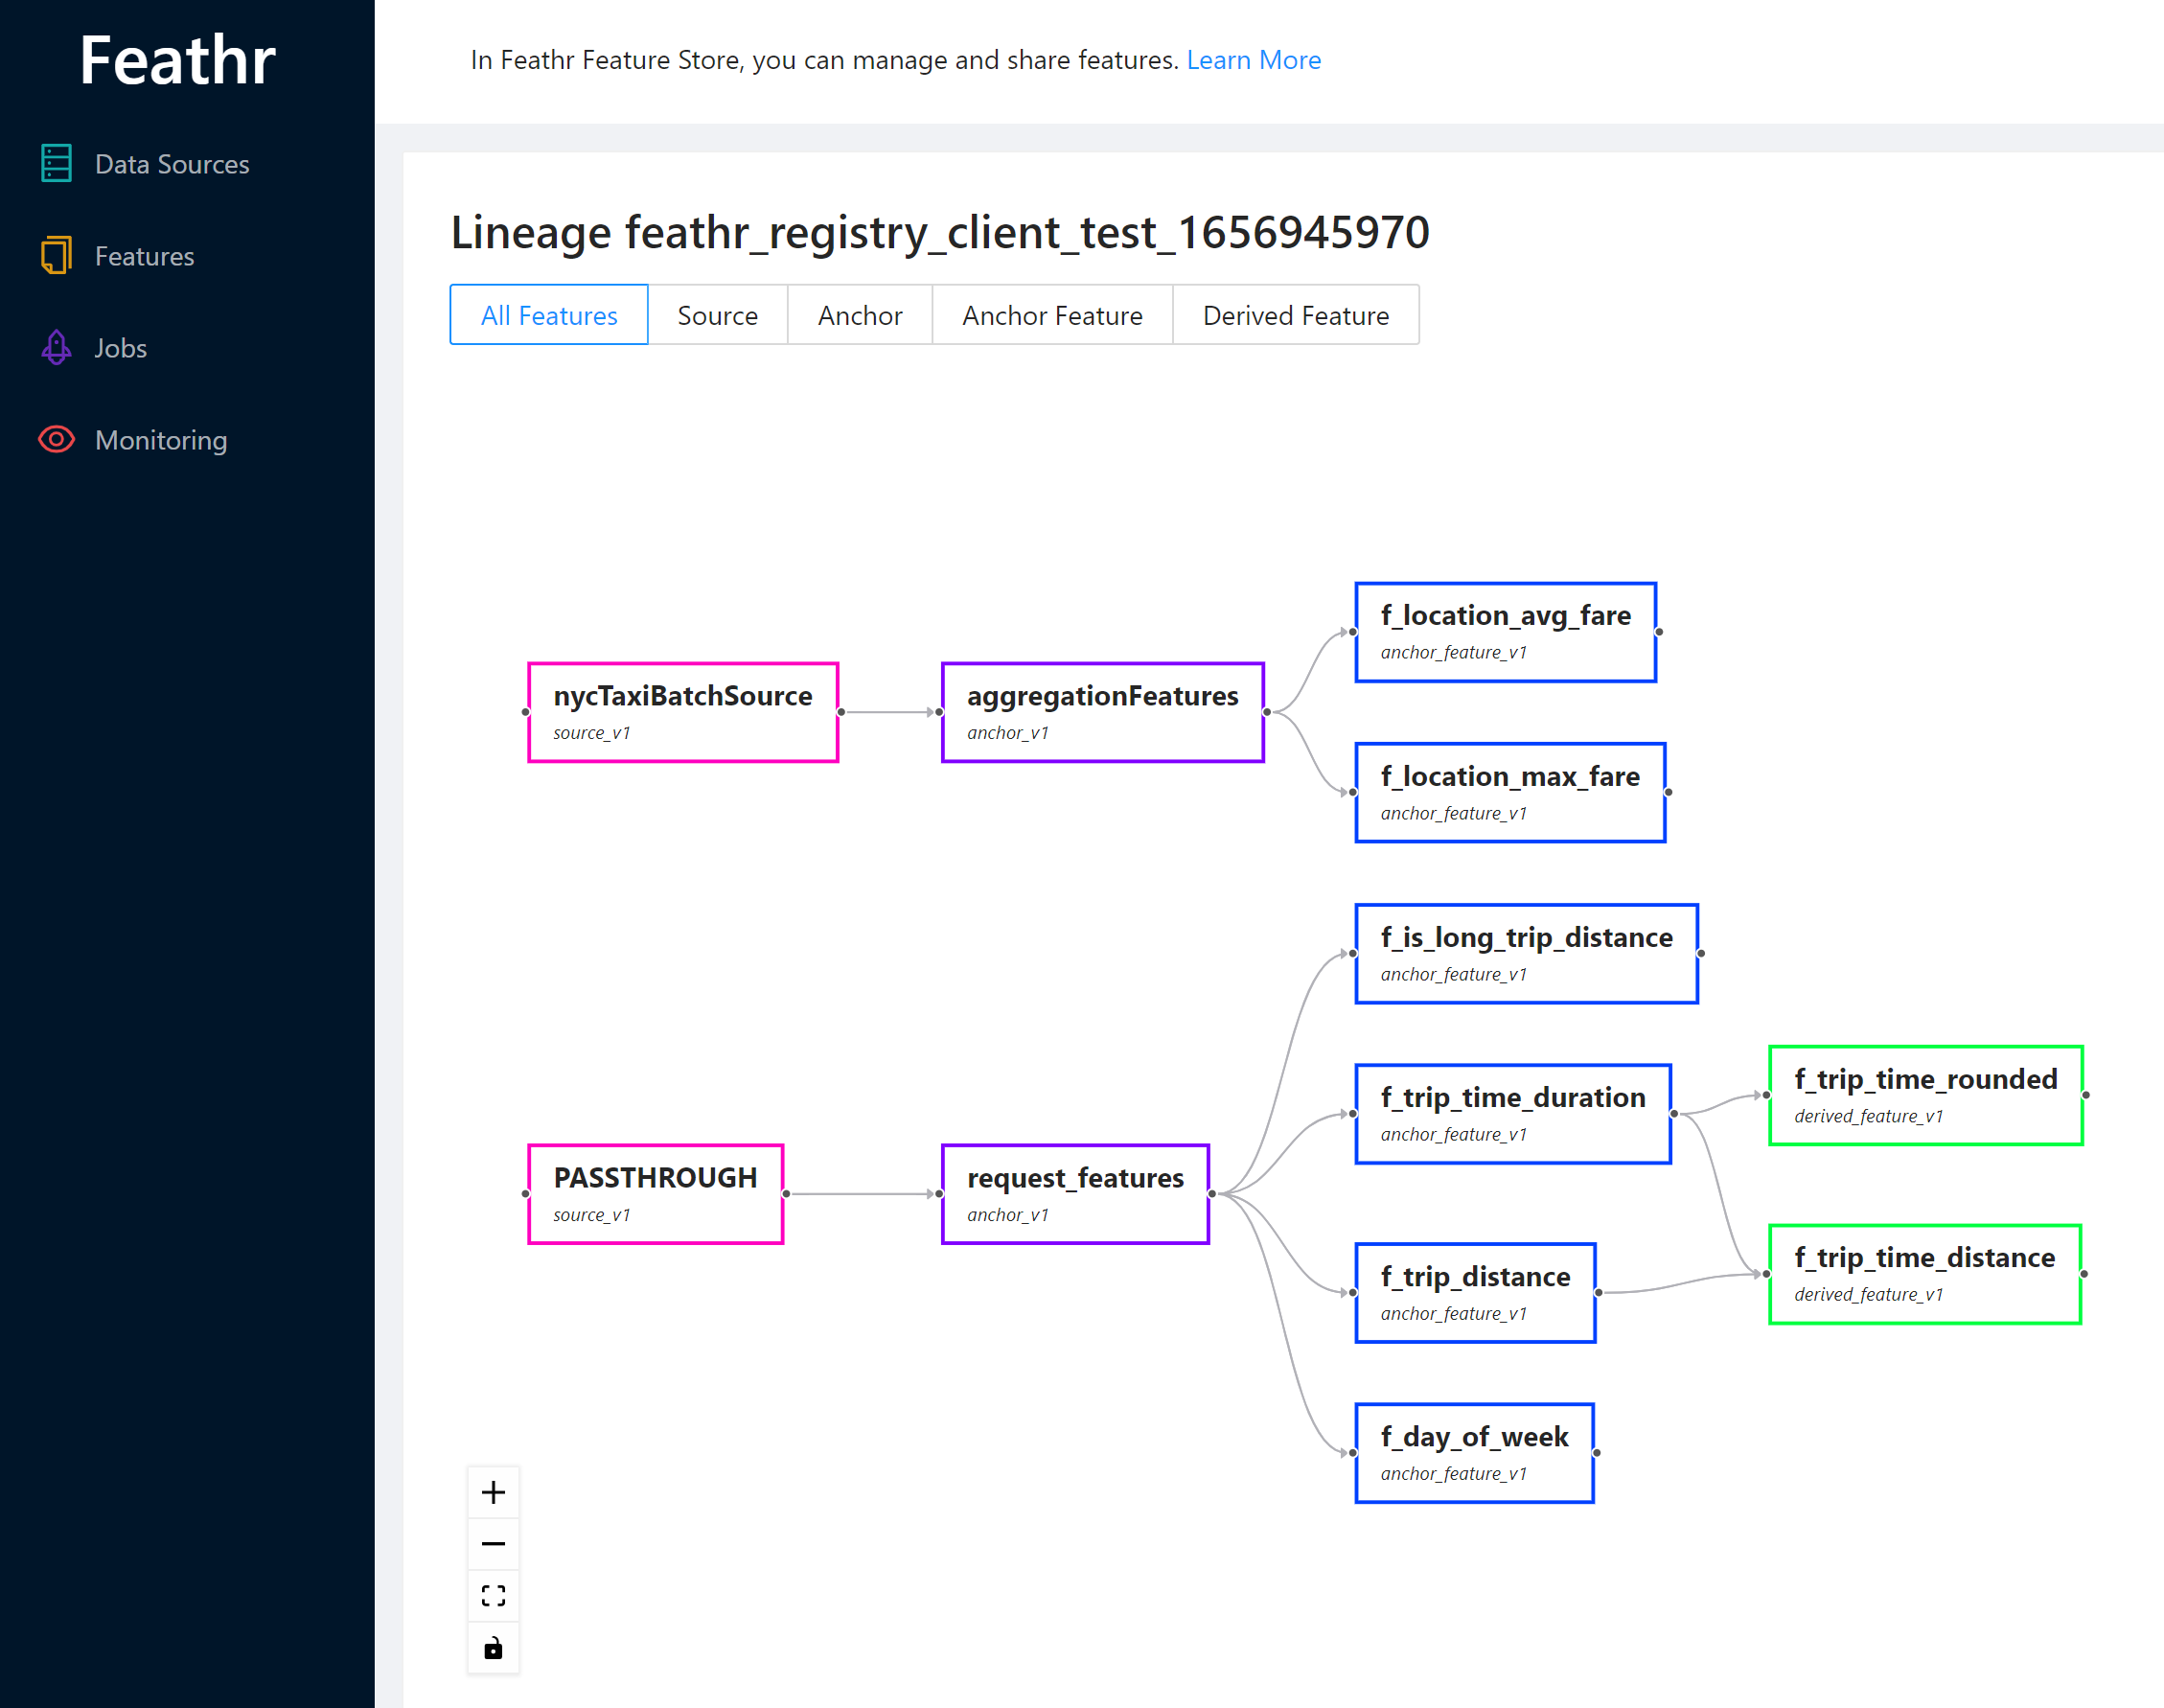 Feathr
Data Sources
Features
Jobs
Monitoring
In Feathr Feature Store, you can manage and share features. Learn More
Lineage feathr_registry_client_test_1656945970
All Features Source Anchor Anchor Feature Derived Feature
nycTaxiBatchSource
source_v1
aggregationFeatures
anchor_v1
f_location_avg_fare
anchor_feature_v1
f_location_max_fare
anchor_feature_v1
PASSTHROUGH
source_v1
request_features
anchor_v1
f_is_long_trip_distance
anchor_feature_v1
f_trip_time_duration
anchor_feature_v1
f_trip_distance
anchor_feature_v1
f_day_of_week
anchor_feature_v1
f_trip_time_rounded
derived_feature_v1
f_trip_time_distance
derived_feature_v1